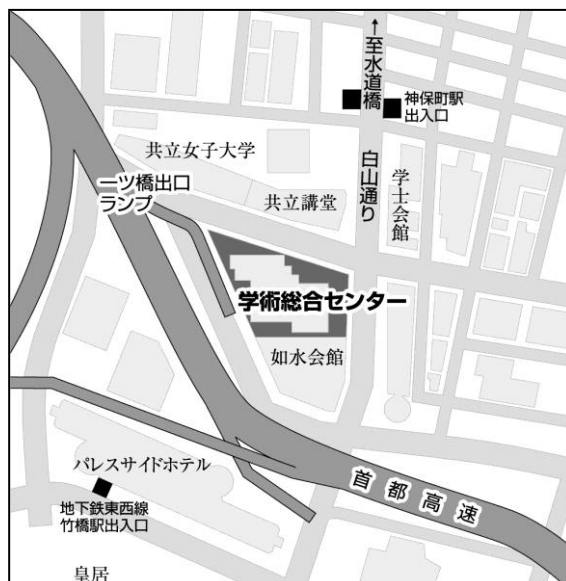 ↑至水道橋
神保町駅
出入口
共立女子大学
白山通り
学士会館
一ツ橋出口
ランプ
共立講堂
学術総合センター
如水会館
パレスサイドホテル
首都高速
地下鉄東西線
竹橋駅出入口
皇居